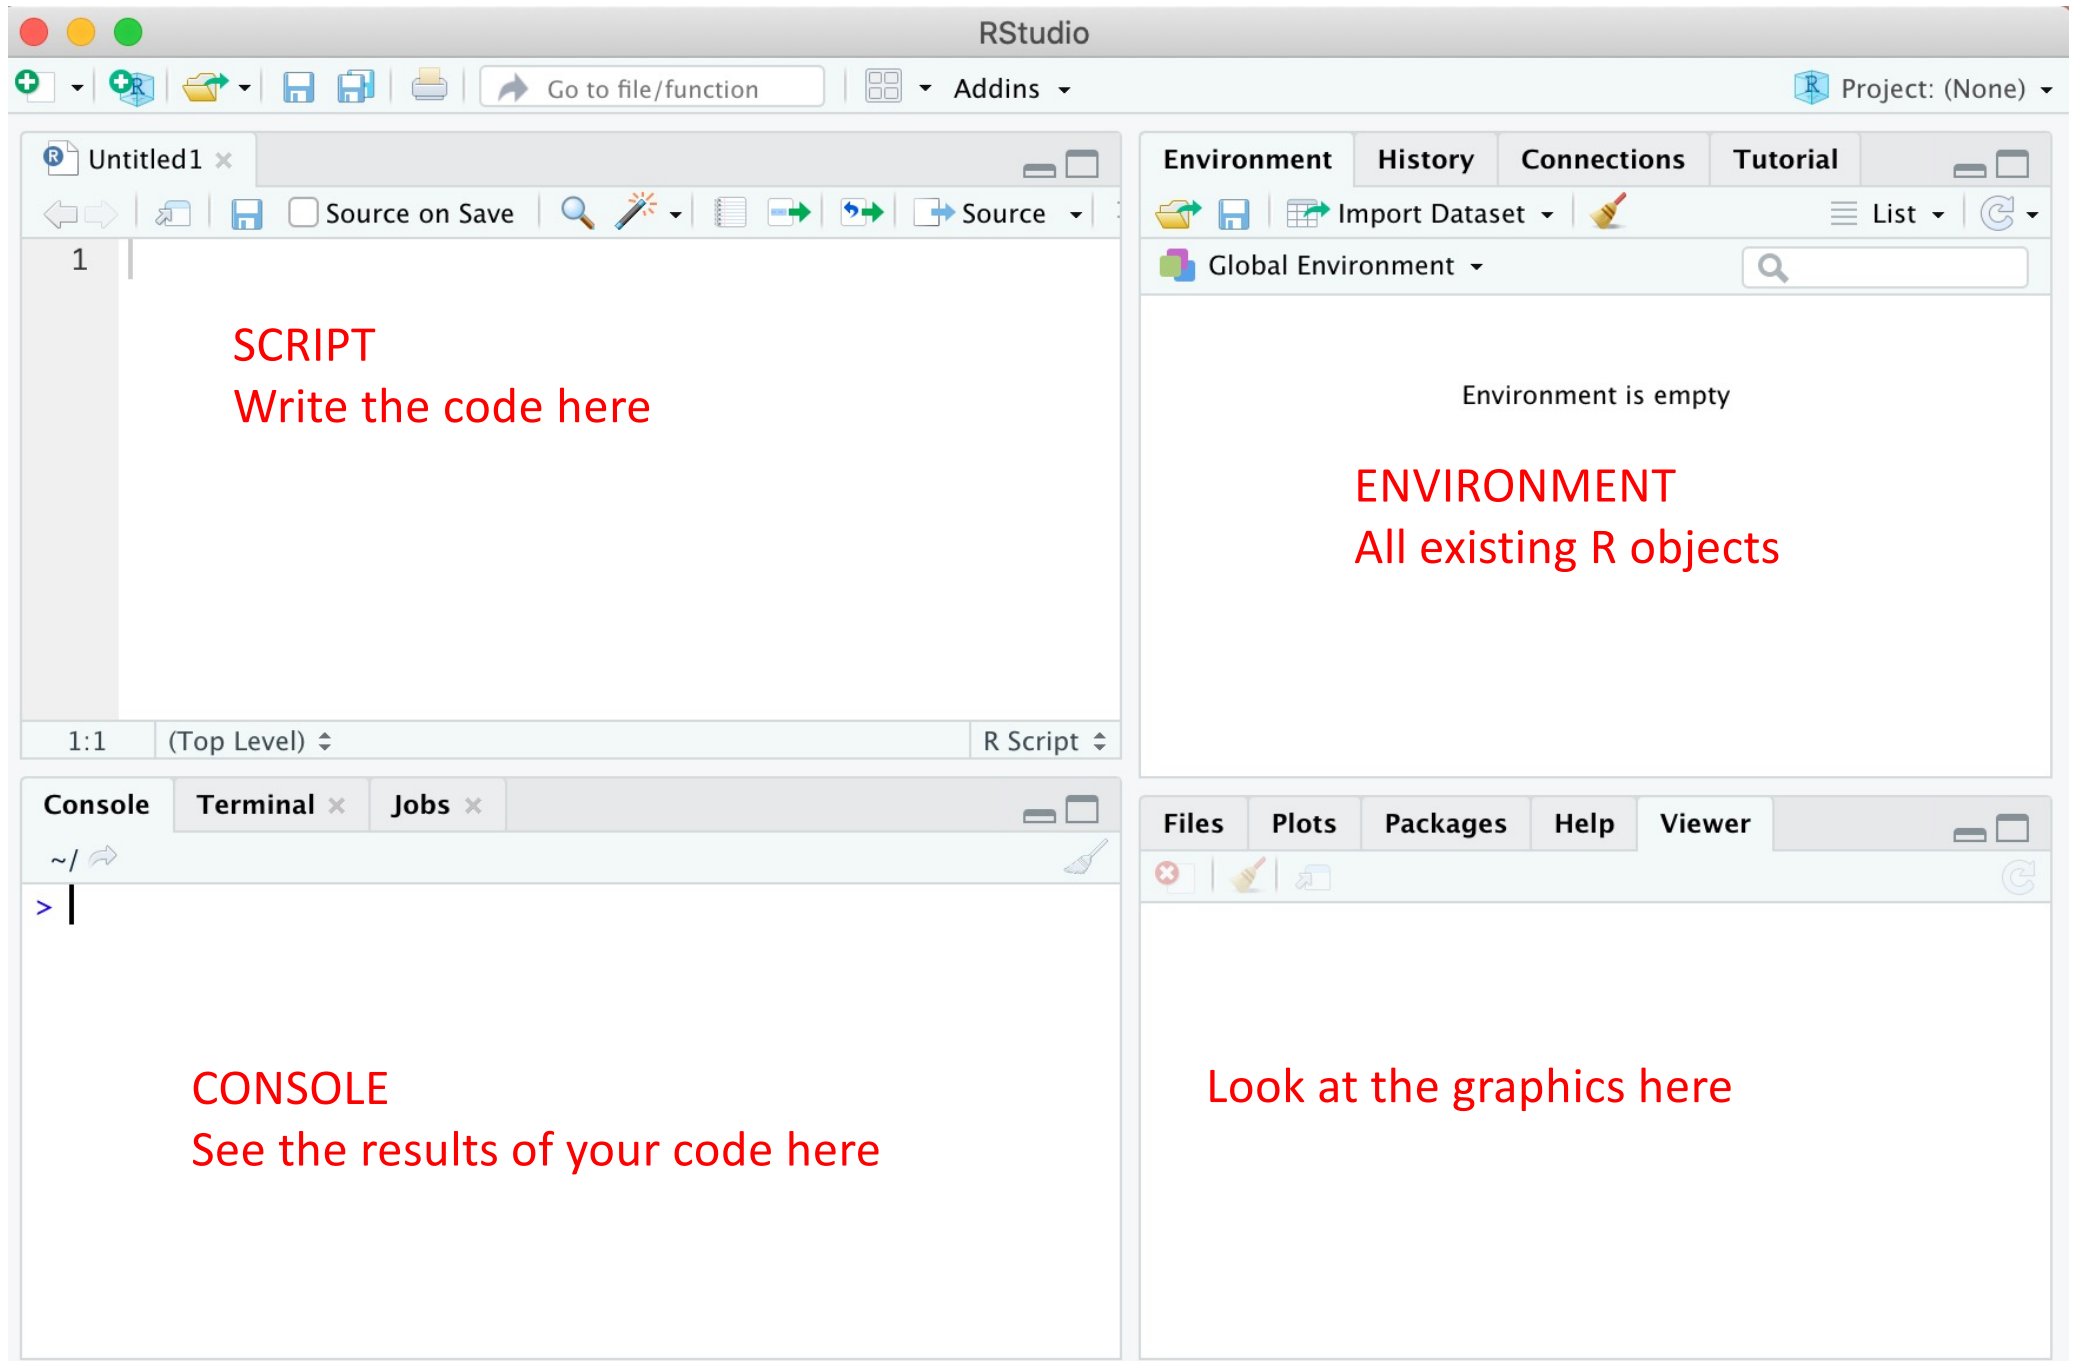 RStudio
Go to file/function
Addins
Project: (None)
Untitled1
Source on Save
Source
1
SCRIPT
Write the code here
1:1 (Top Level) R Script
Environment History Connections Tutorial
Import Dataset List
Global Environment
Environment is empty
ENVIRONMENT
All existing R objects
Console Terminal Jobs
~/
>
CONSOLE
See the results of your code here
Files Plots Packages Help Viewer
Look at the graphics here